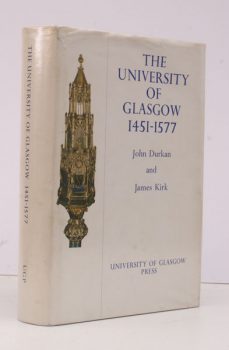 THE UNIVERSITY OF GLASGOW 1451-1577
THE
UNIVERSITY
OF
GLASGOW
1451-1577
John Durkan
and
James Kirk
UNIVERSITY OF GLASGOW
PRESS